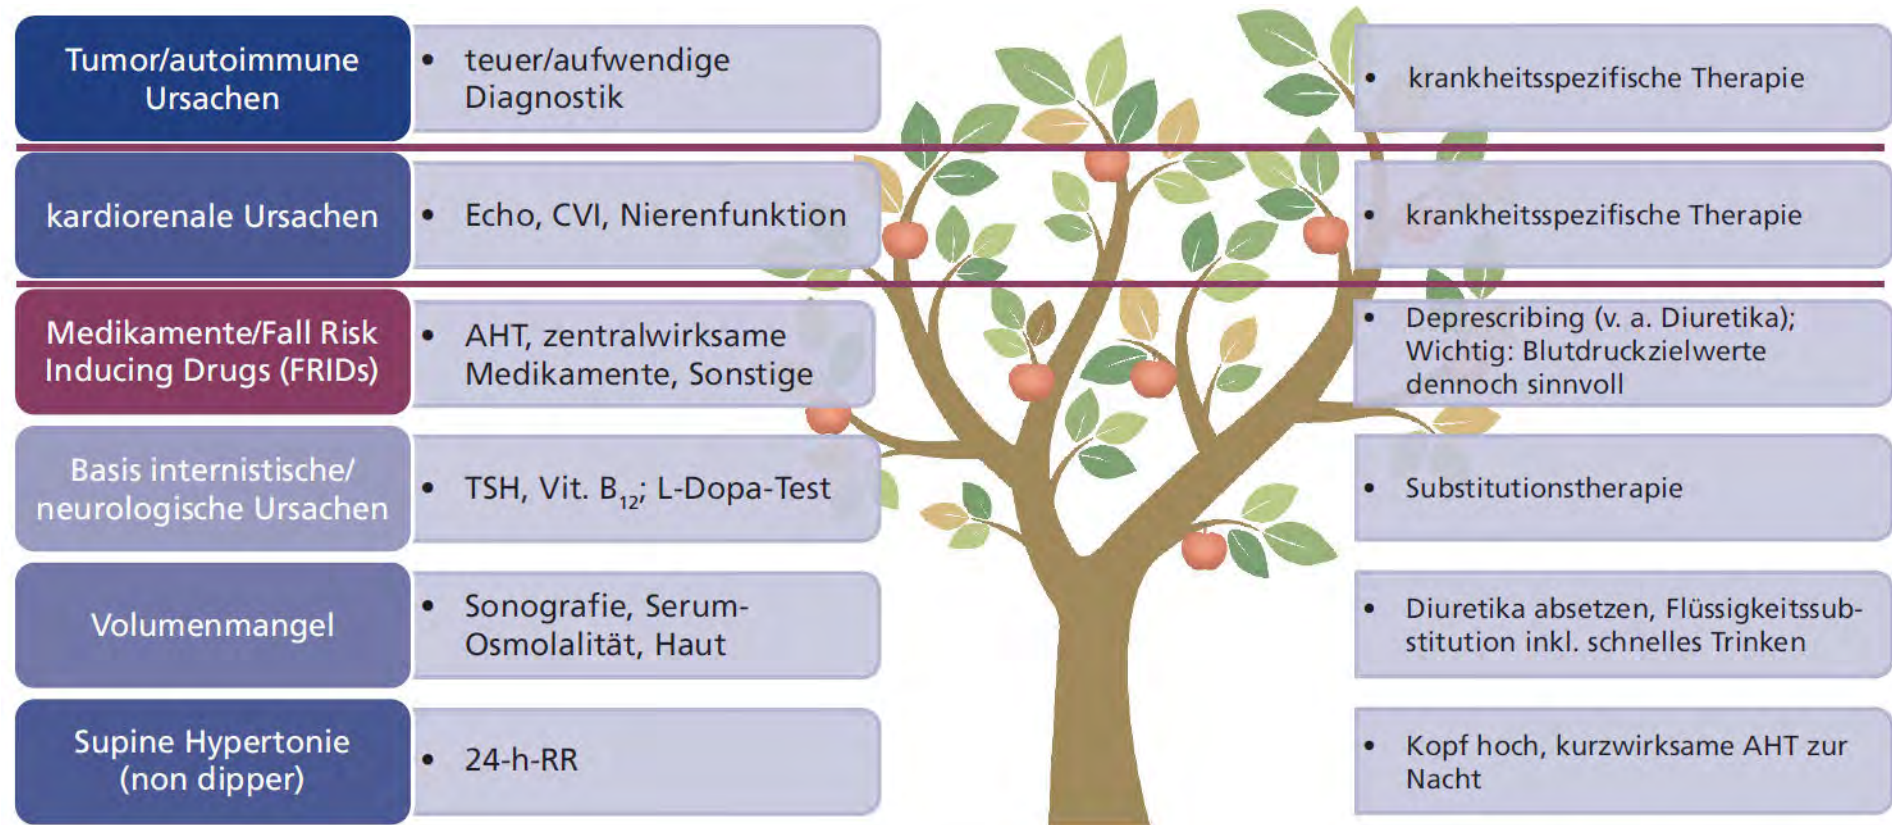 Tumor/autoimmune
Ursachen
• teuer/aufwendige
Diagnostik
• krankheitsspezifische Therapie
kardiorenale Ursachen
• Echo, CVI, Nierenfunktion
• krankheitsspezifische Therapie
Medikamente/Fall Risk
Inducing Drugs (FRIDs)
• AHT, zentralwirksame
Medikamente, Sonstige
• Deprescribing (v. a. Diuretika);
Wichtig: Blutdruckzielwerte
dennoch sinnvoll
Basis internistische/
neurologische Ursachen
• TSH, Vit. B₁₂; L-Dopa-Test
• Substitutionstherapie
Volumenmangel
• Sonografie, Serum-
Osmolalität, Haut
• Diuretika absetzen, Flüssigkeitssub-
stitution inkl. schnelles Trinken
Supine Hypertonie
(non dipper)
• 24-h-RR
• Kopf hoch, kurzwirksame AHT zur
Nacht